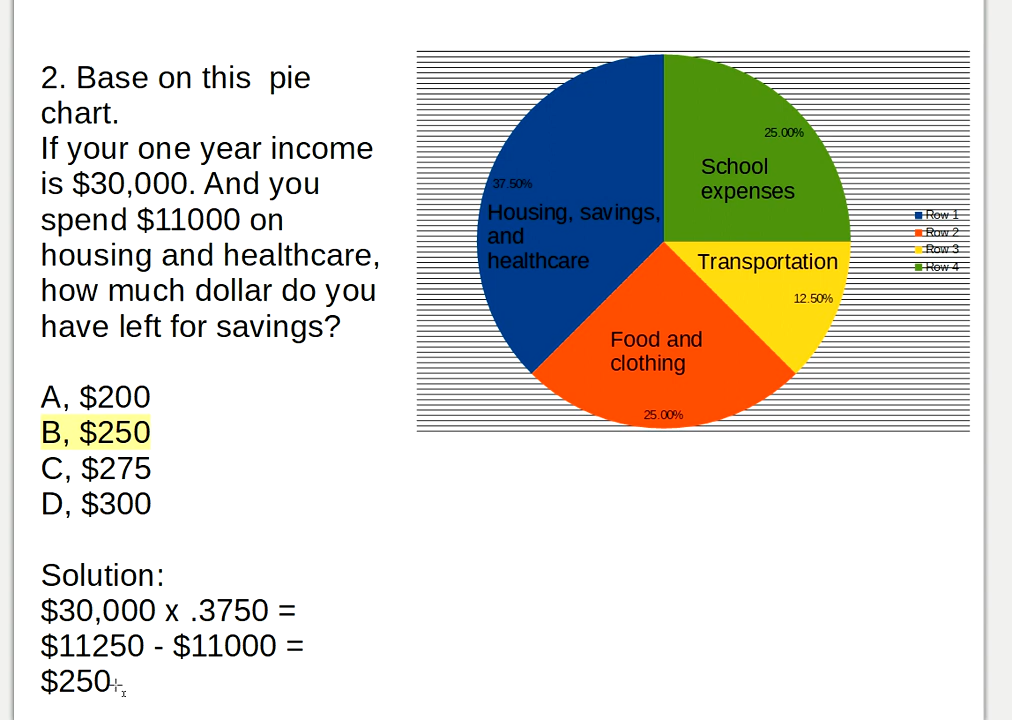 2. Base on this  pie
chart.
If your one year income
is $30,000. And you
spend $11000 on
housing and healthcare,
how much dollar do you
have left for savings?
A, $200
B, $250
C, $275
D, $300
Solution:
$30,000 x .3750 =
$11250 - $11000 =
$250
25.00%
School
expenses
37.50%
Housing, savings,
and
healthcare
Transportation
12.50%
Food and
clothing
25.00%
Row 1
Row 2
Row 3
Row 4